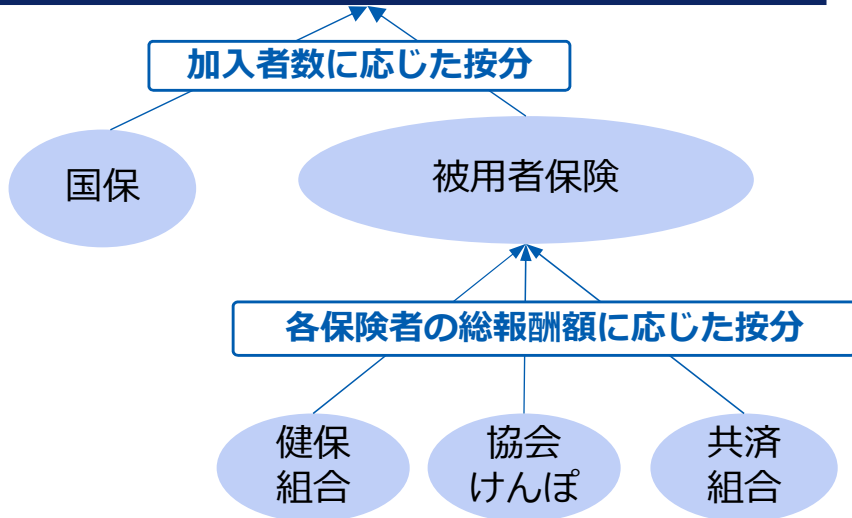 加入者数に応じた按分
国保
被用者保険
各保険者の総報酬額に応じた按分
健保
組合
協会
けんぽ
共済
組合